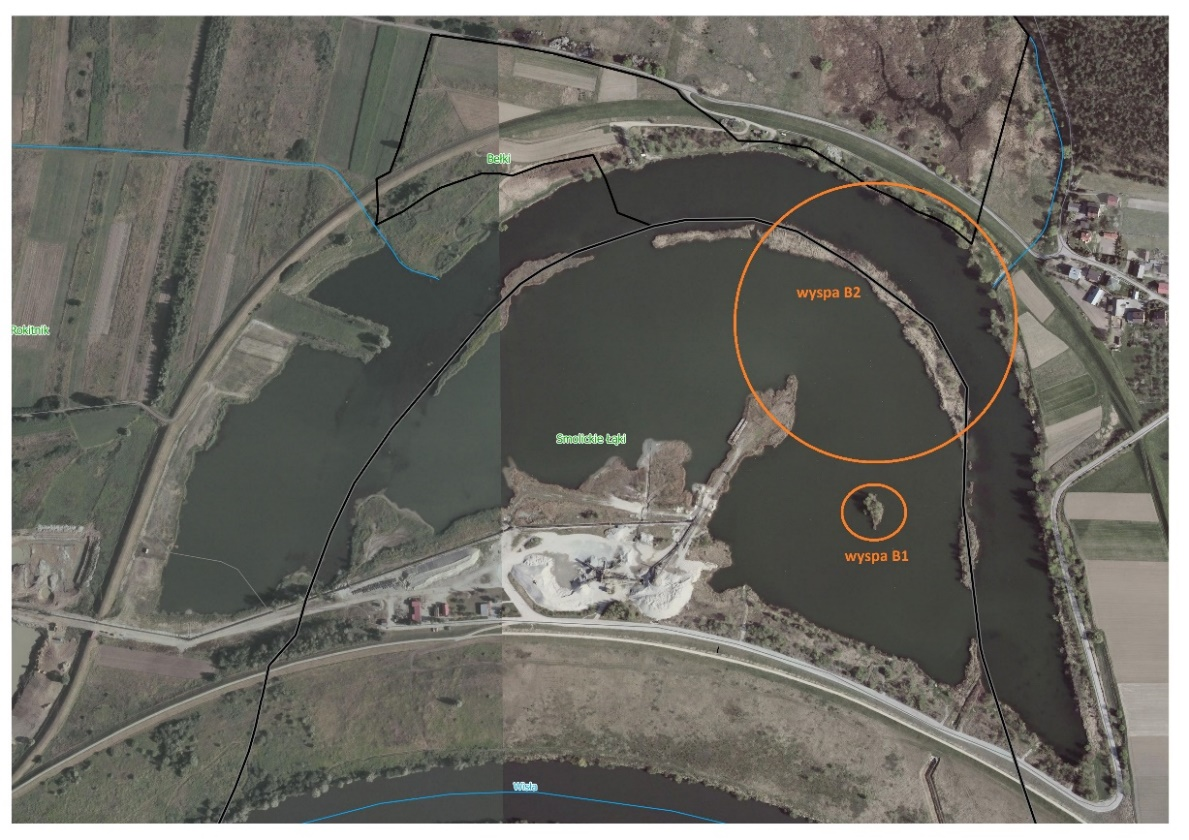 Bełki
wyspa B2
Rokitnik
Smolickie Łąki
wyspa B1
Wisła